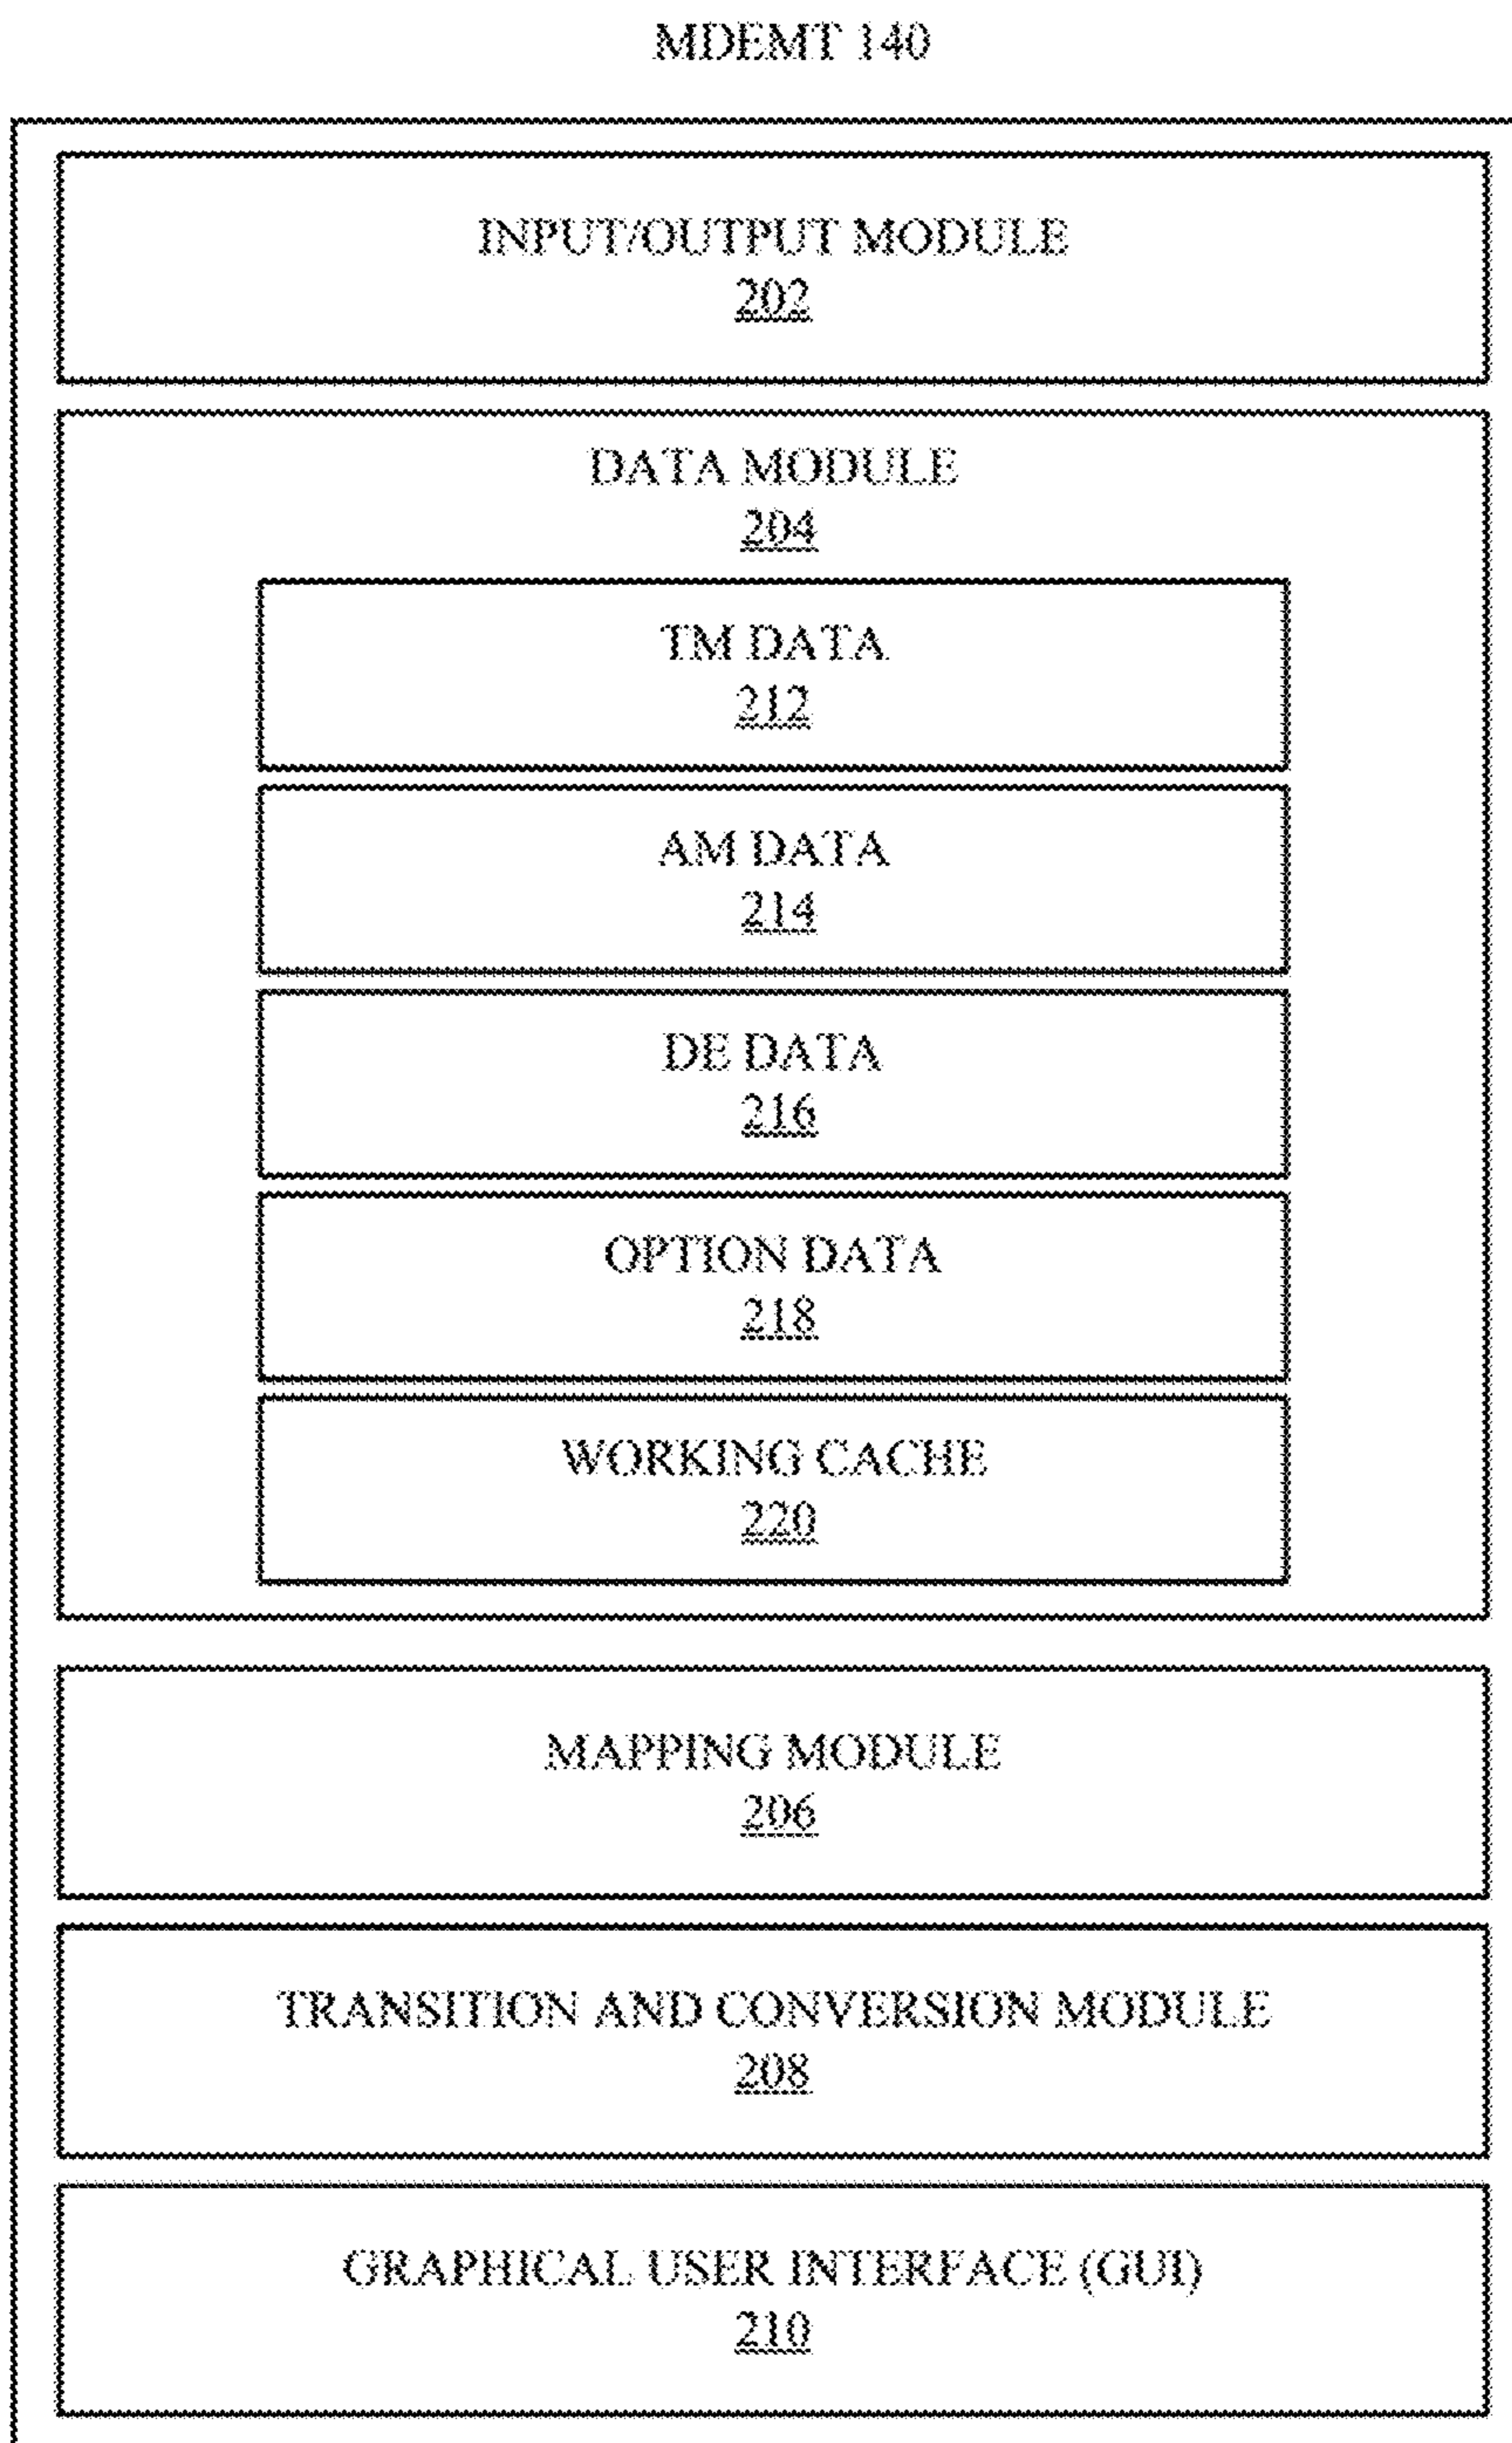 MDEMT 140
INPUT/OUTPUT MODULE
202
DATA MODULE
204
TM DATA
212
AM DATA
214
DE DATA
216
OPTION DATA
218
WORKING CACHE
220
MAPPING MODULE
206
TRANSITION AND CONVERSION MODULE
208
GRAPHICAL USER INTERFACE (GUI)
210